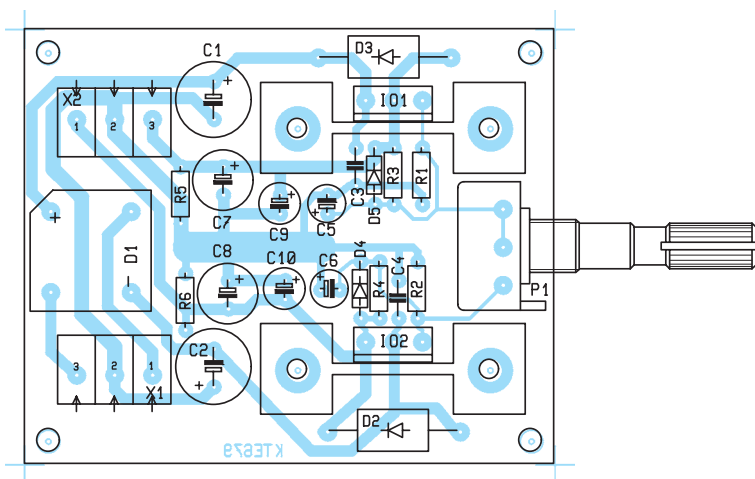 D3
C1
X2
IO1
1
2
3
R5
C7
C9
C5
C3
D5
R3
R1
+
D1
−
C8
C10
C6
D4
R4
C4
R2
P1
R6
C2
IO2
3
2
1
X1
D2
KTE679